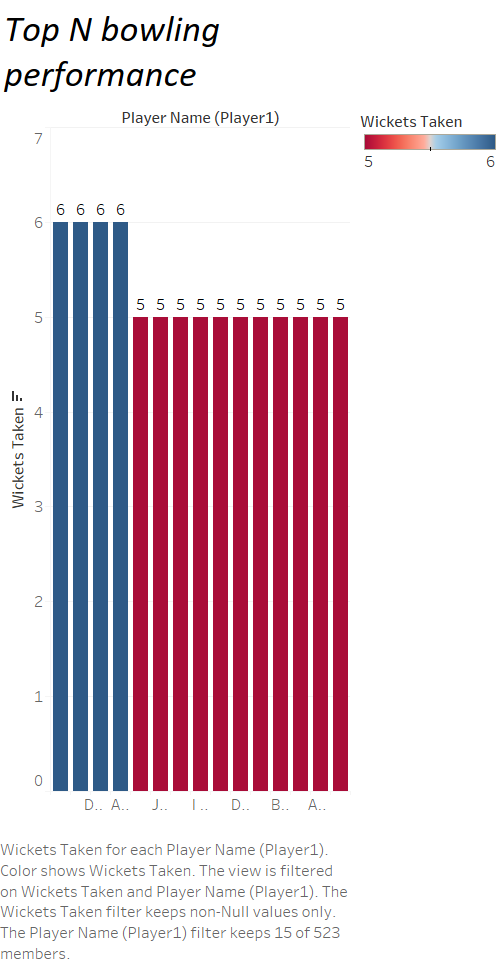 Top N bowling
performance
Player Name (Player1)
Wickets Taken
5 6
7
6
5
4
3
2
1
0
Wickets Taken
6 6 6 6
5 5 5 5 5 5 5 5 5 5 5
D.. A.. J.. I .. D.. B.. A..
Wickets Taken for each Player Name (Player1).
Color shows Wickets Taken. The view is filtered
on Wickets Taken and Player Name (Player1). The
Wickets Taken filter keeps non-Null values only.
The Player Name (Player1) filter keeps 15 of 523
members.